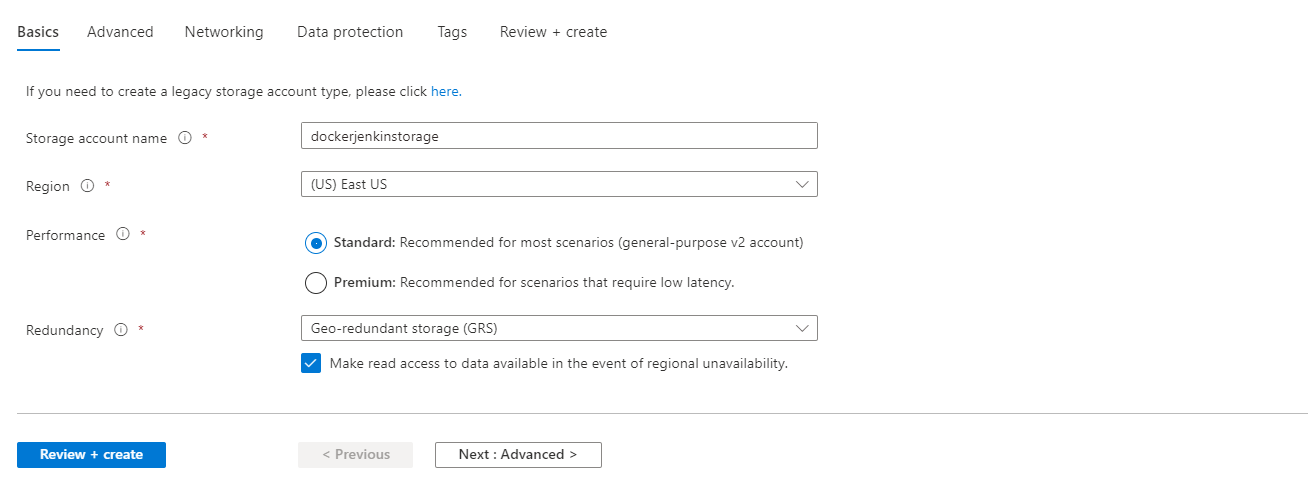 Basics Advanced Networking Data protection Tags Review + create
If you need to create a legacy storage account type, please click here.
Storage account name * dockerjenkinstorage
Region * (US) East US
Performance * Standard: Recommended for most scenarios (general-purpose v2 account)
Premium: Recommended for scenarios that require low latency.
Redundancy * Geo-redundant storage (GRS)
Make read access to data available in the event of regional unavailability.
Review + create < Previous Next : Advanced >